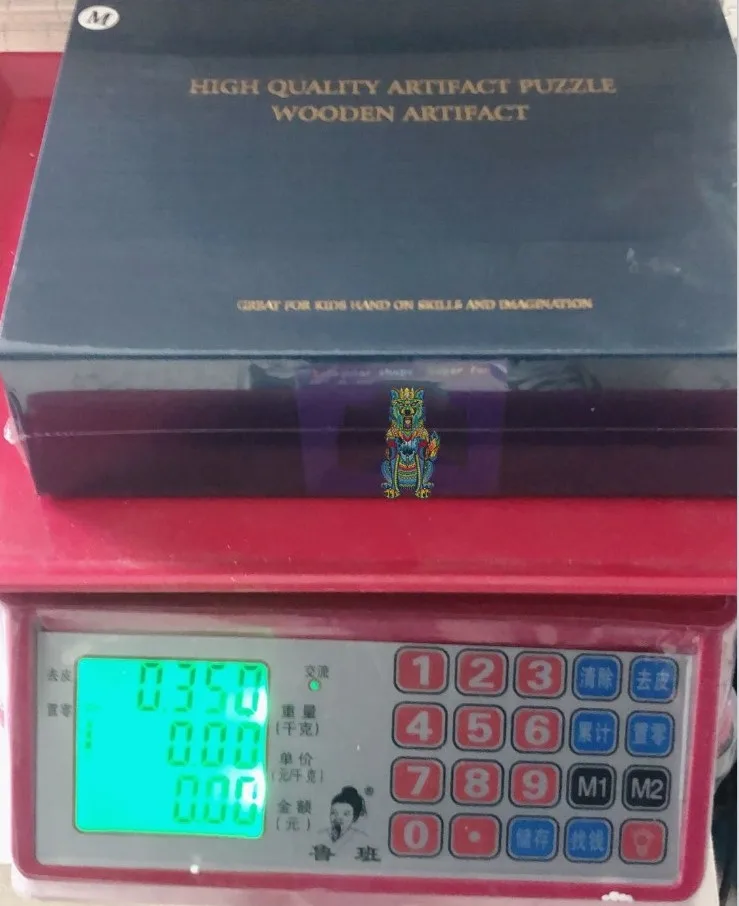 M
HIGH QUALITY ARTIFACT PUZZLE
WOODEN ARTIFACT
GREAT FOR KIDS HAND ON SKILLS AND IMAGINATION
去皮
置零
0.350
0.00
0.00
交流
重量
(千克)
单价
(元/千克)
金额
(元)
®
鲁班
1 2 3 清除 去皮
4 5 6 累计 置零
7 8 9 M1 M2
0 • 储存 找钱